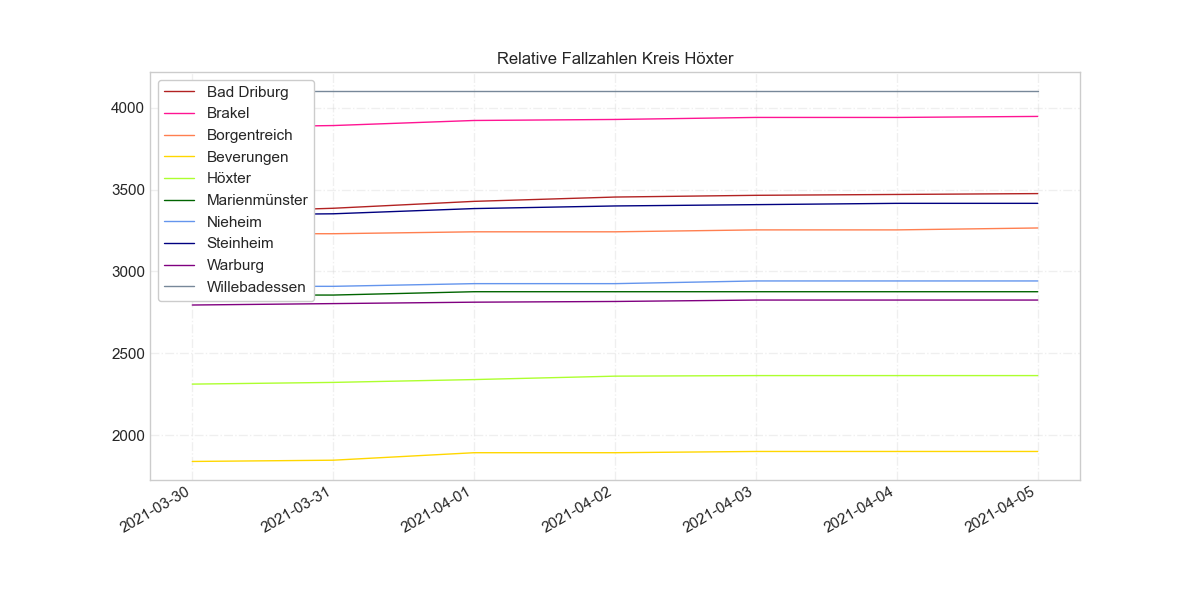 Relative Fallzahlen Kreis Höxter
Bad Driburg
Brakel
Borgentreich
Beverungen
Höxter
Marienmünster
Nieheim
Steinheim
Warburg
Willebadessen
4000
3500
3000
2500
2000
2021-03-30
2021-03-31
2021-04-01
2021-04-02
2021-04-03
2021-04-04
2021-04-05